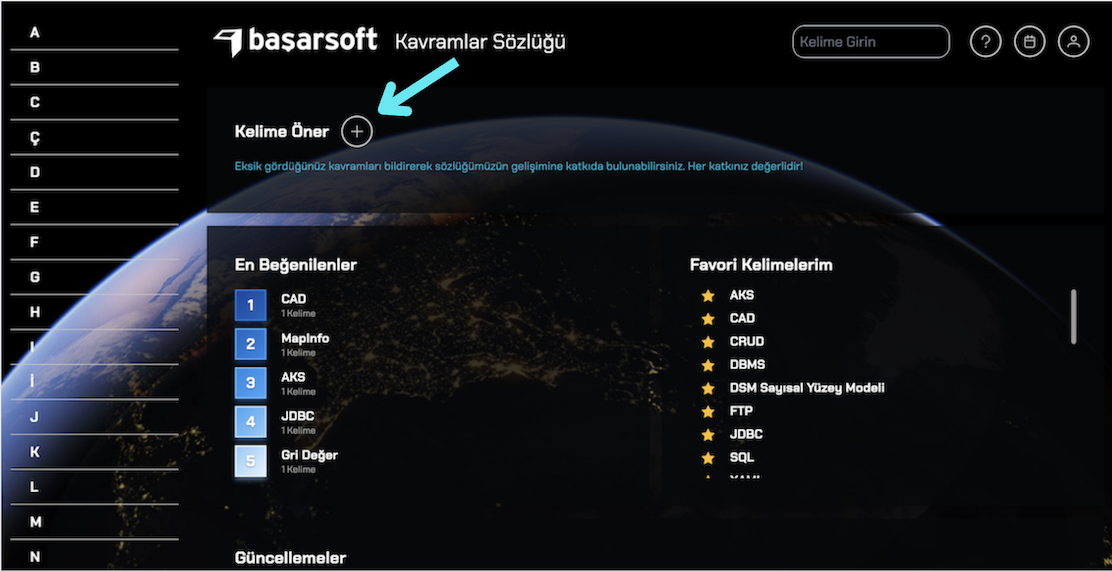 A
B
C
Ç
D
E
F
G
H
I
İ
J
K
L
M
N
başarsoft Kavramlar Sözlüğü
Kelime Girin
?
Kelime Öner
Eksik gördüğünüz kavramları bildirerek sözlüğümüzün gelişimine katkıda bulunabilirsiniz. Her katkınız değerlidir!
En Beğenilenler
1 CAD
1 Kelime
2 MapInfo
1 Kelime
3 AKS
1 Kelime
4 JDBC
1 Kelime
5 Gri Değer
1 Kelime
Favori Kelimelerim
AKS
CAD
CRUD
DBMS
DSM Sayısal Yüzey Modeli
FTP
JDBC
SQL
Güncellemeler